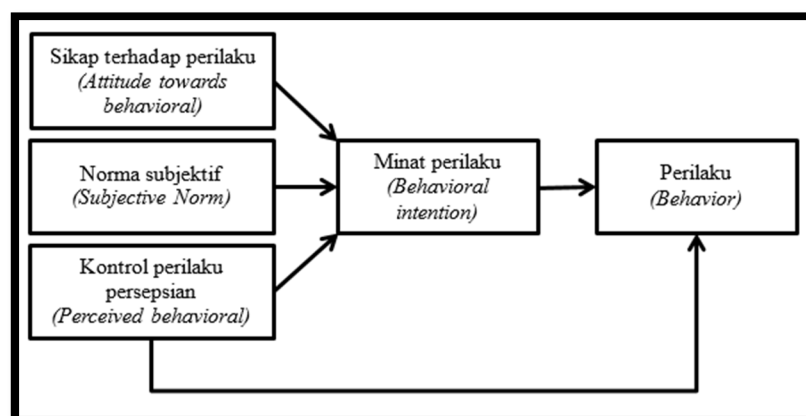 Sikap terhadap perilaku
(Attitude towards
behavioral)
Norma subjektif
(Subjective Norm)
Kontrol perilaku
persepsian
(Perceived behavioral)
Minat perilaku
(Behavioral
intention)
Perilaku
(Behavior)